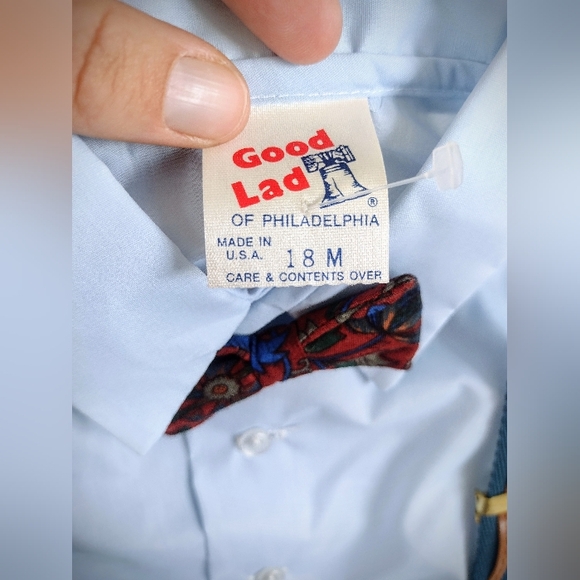 Good
Lad
®
OF PHILADELPHIA
MADE IN
U.S.A. 18 M
CARE & CONTENTS OVER